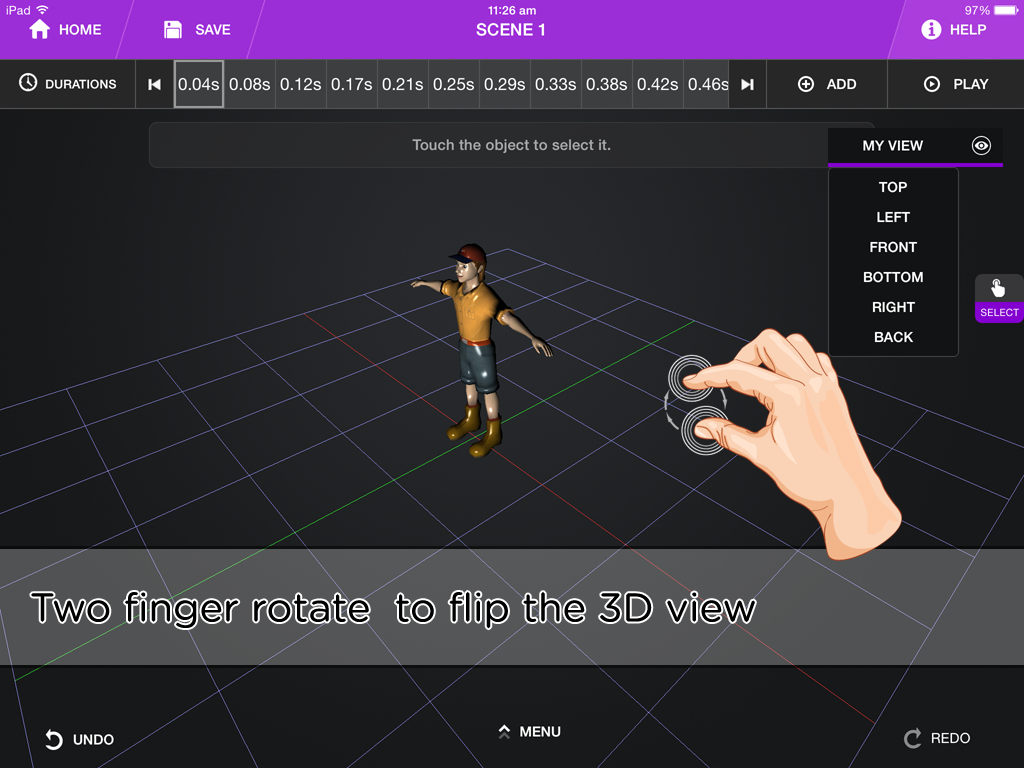 iPad 11:26 am 97%
HOME SAVE SCENE 1 HELP
DURATIONS 0.04s 0.08s 0.12s 0.17s 0.21s 0.25s 0.29s 0.33s 0.38s 0.42s 0.46s ADD PLAY
Touch the object to select it.
MY VIEW
TOP
LEFT
FRONT
BOTTOM
RIGHT
BACK
SELECT
Two finger rotate to flip the 3D view
UNDO MENU REDO